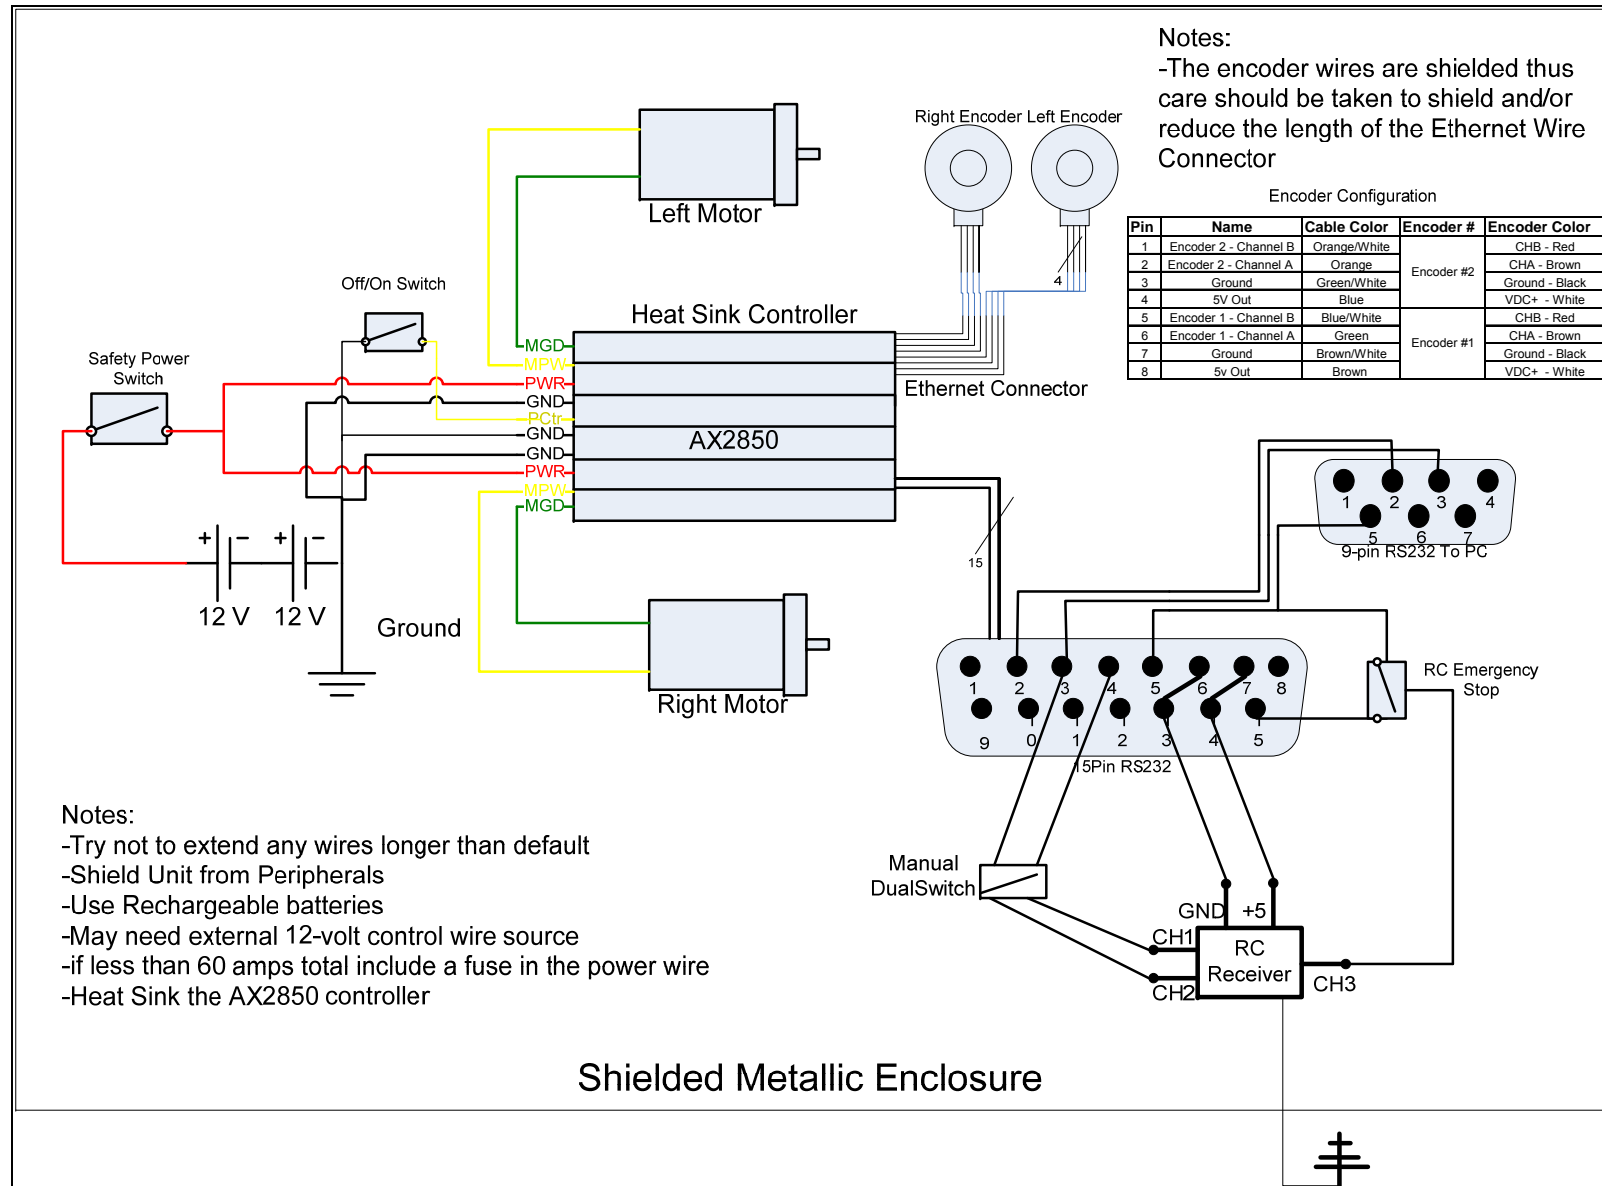 Notes:
-The encoder wires are shielded thus
care should be taken to shield and/or
reduce the length of the Ethernet Wire
Connector
Right Encoder Left Encoder
4
Encoder Configuration
Pin Name Cable Color Encoder # Encoder Color
1 Encoder 2 - Channel B Orange/White CHB - Red
2 Encoder 2 - Channel A Orange CHA - Brown
Encoder #2
3 Ground Green/White Ground - Black
4 5V Out Blue VDC+ - White
5 Encoder 1 - Channel B Blue/White CHB - Red
6 Encoder 1 - Channel A Green CHA - Brown
Encoder #1
7 Ground Brown/White Ground - Black
8 5v Out Brown VDC+ - White
Left Motor
Off/On Switch
Safety Power
Switch
Heat Sink Controller
MGD
MPW
PWR
GND
PCtr
GND
GND
PWR
MPW
MGD
AX2850
Ethernet Connector
15
1 2 3 4
5 6 7
9-pin RS232 To PC
+ - + -
12 V 12 V
Ground
Right Motor
1 2 3 4 5 6 7 8
9 0 1 2 3 4 5
15Pin RS232
RC Emergency
Stop
Manual
DualSwitch
GND +5
CH1
CH2
RC
Receiver
CH3
Notes:
-Try not to extend any wires longer than default
-Shield Unit from Peripherals
-Use Rechargeable batteries
-May need external 12-volt control wire source
-if less than 60 amps total include a fuse in the power wire
-Heat Sink the AX2850 controller
Shielded Metallic Enclosure